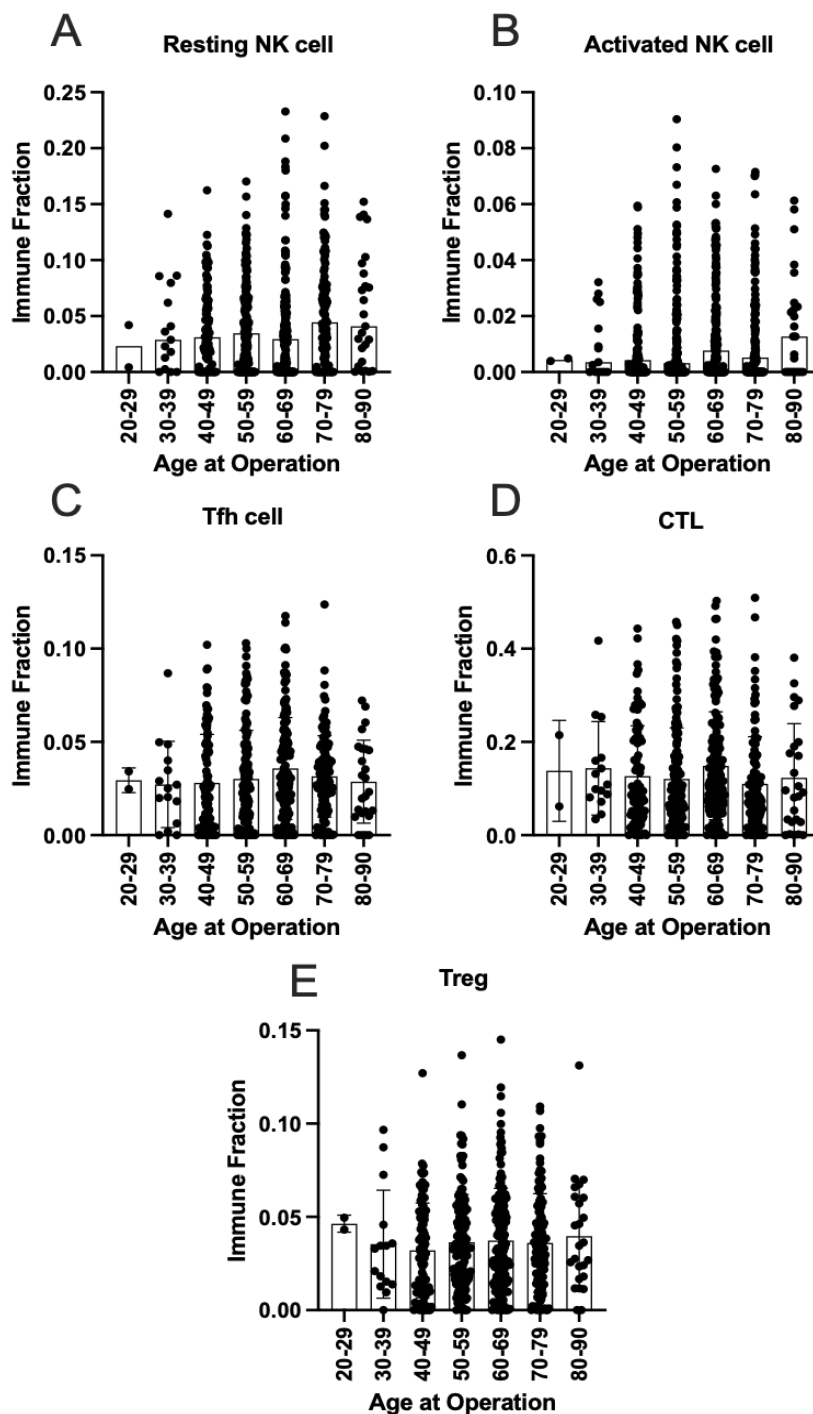 A
Resting NK cell
Immune Fraction
0.25
0.20
0.15
0.10
0.05
0.00
20-29
30-39
40-49
50-59
60-69
70-79
80-90
Age at Operation
B
Activated NK cell
Immune Fraction
0.10
0.08
0.06
0.04
0.02
0.00
20-29
30-39
40-49
50-59
60-69
70-79
80-90
Age at Operation
C
Tfh cell
Immune Fraction
0.15
0.10
0.05
0.00
20-29
30-39
40-49
50-59
60-69
70-79
80-90
Age at Operation
D
CTL
Immune Fraction
0.6
0.4
0.2
0.0
20-29
30-39
40-49
50-59
60-69
70-79
80-90
Age at Operation
E
Treg
Immune Fraction
0.15
0.10
0.05
0.00
20-29
30-39
40-49
50-59
60-69
70-79
80-90
Age at Operation